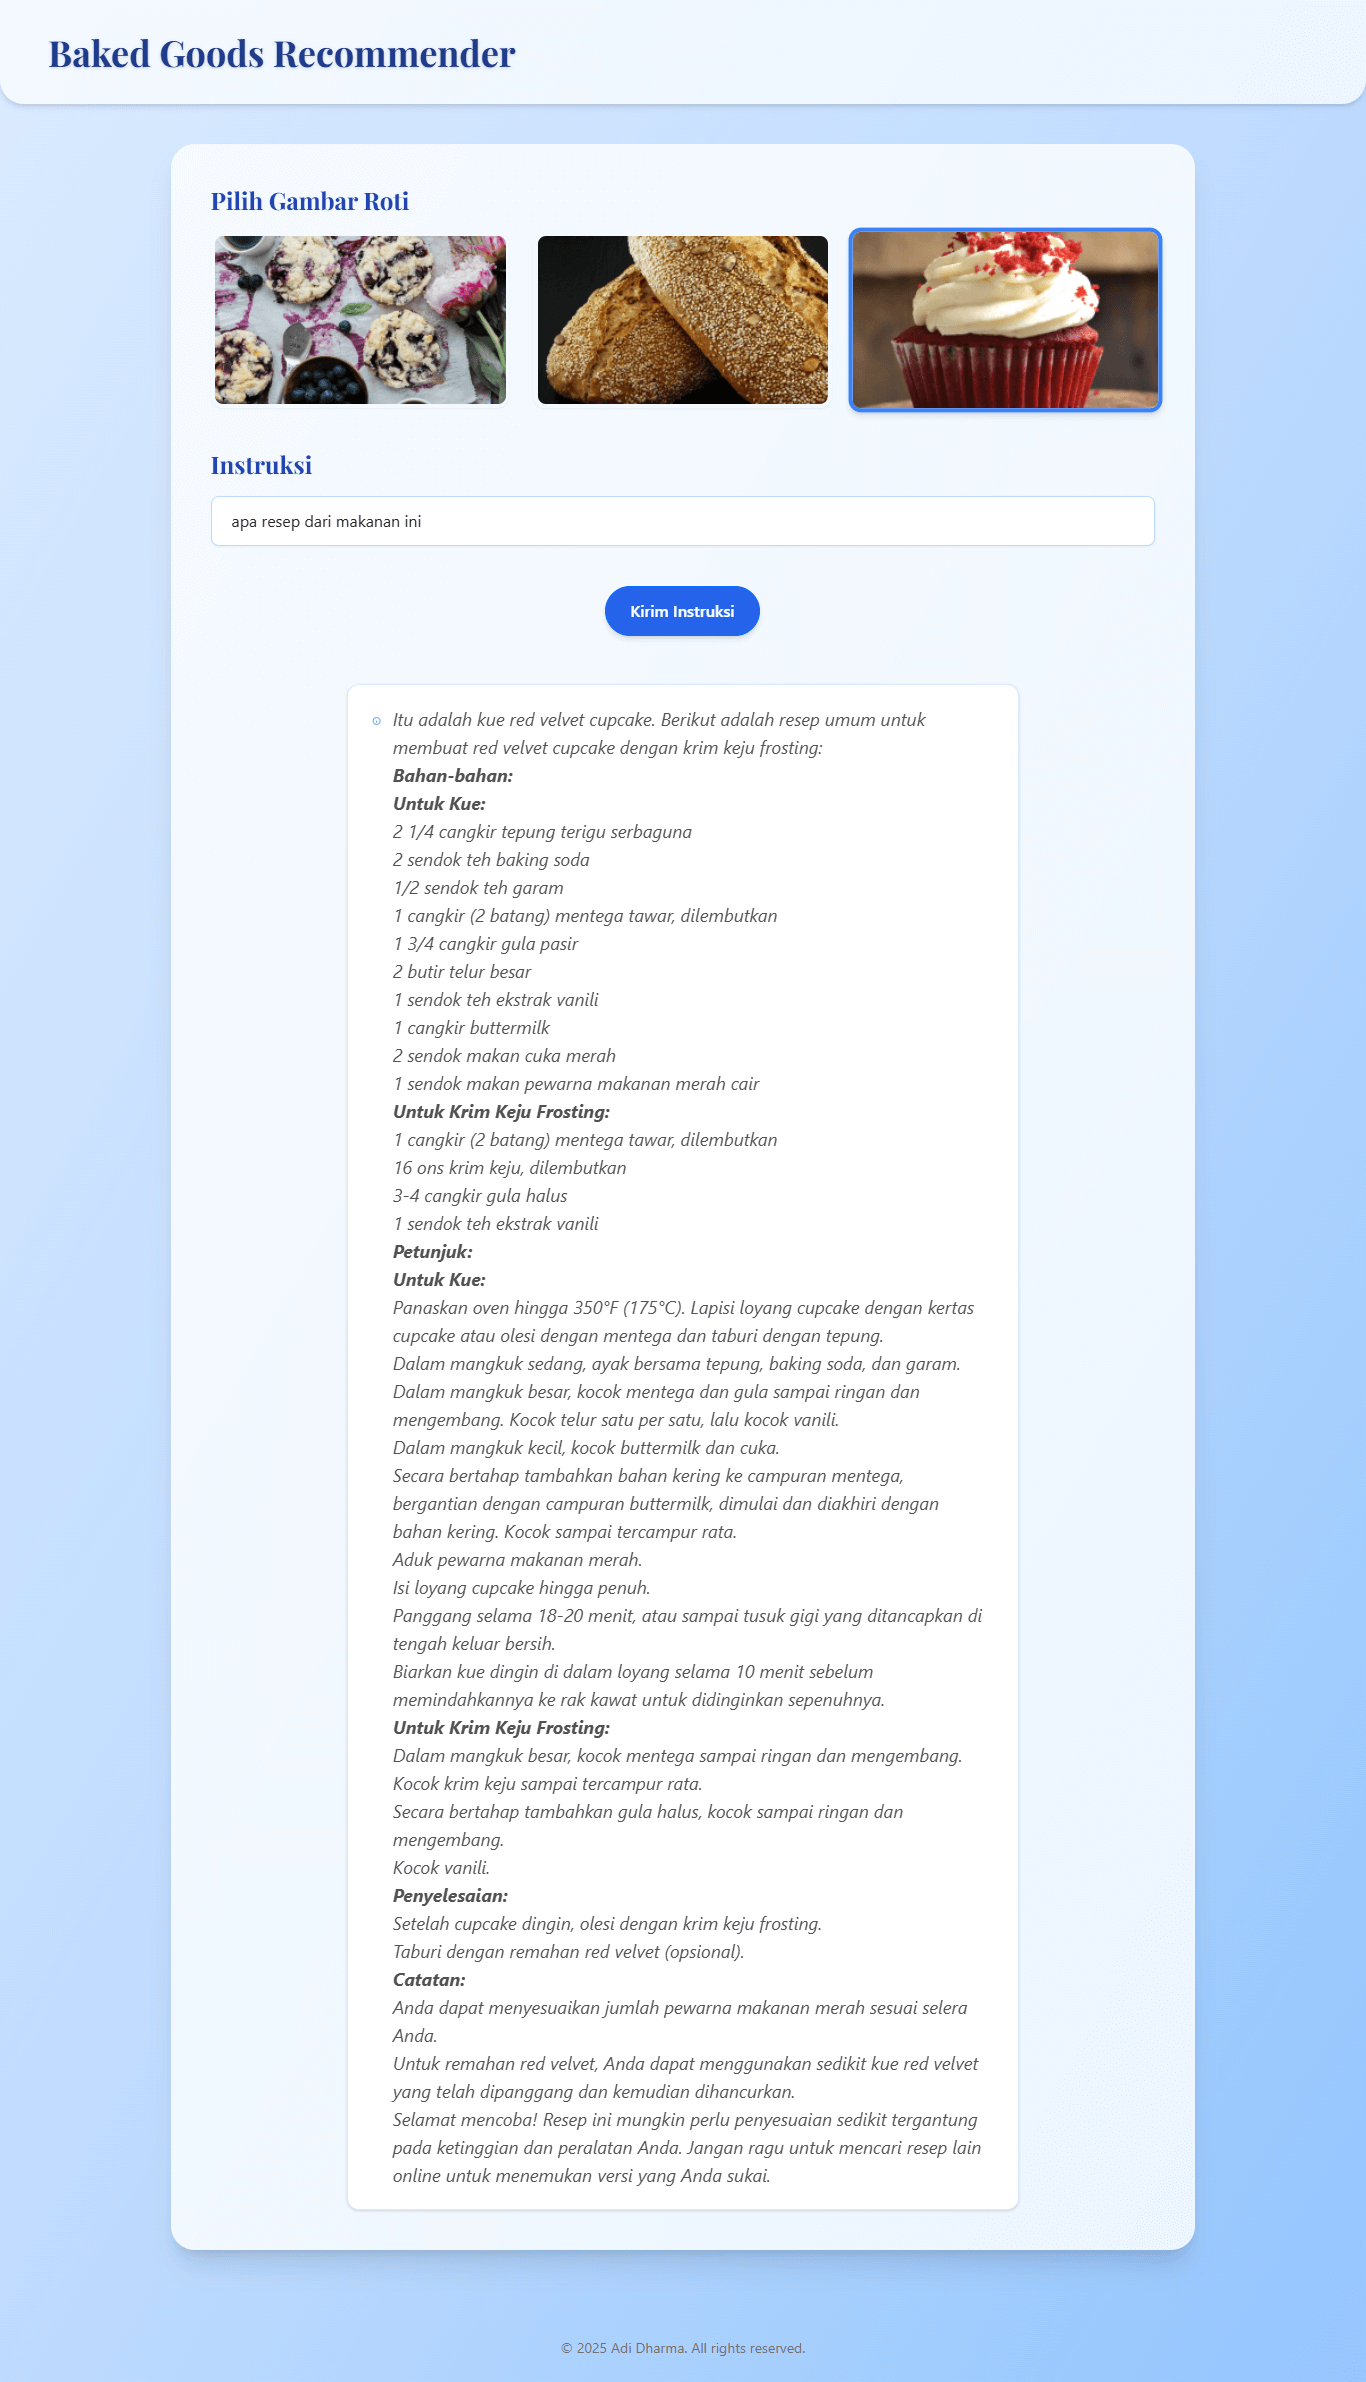 Baked Goods Recommender
Pilih Gambar Roti
Instruksi
apa resep dari makanan ini
Kirim Instruksi
Itu adalah kue red velvet cupcake. Berikut adalah resep umum untuk
membuat red velvet cupcake dengan krim keju frosting:
Bahan-bahan:
Untuk Kue:
2 1/4 cangkir tepung terigu serbaguna
2 sendok teh baking soda
1/2 sendok teh garam
1 cangkir (2 batang) mentega tawar, dilembutkan
1 3/4 cangkir gula pasir
2 butir telur besar
1 sendok teh ekstrak vanili
1 cangkir buttermilk
2 sendok makan cuka merah
1 sendok makan pewarna makanan merah cair
Untuk Krim Keju Frosting:
1 cangkir (2 batang) mentega tawar, dilembutkan
16 ons krim keju, dilembutkan
3-4 cangkir gula halus
1 sendok teh ekstrak vanili
Petunjuk:
Untuk Kue:
Panaskan oven hingga 350°F (175°C). Lapisi loyang cupcake dengan kertas
cupcake atau olesi dengan mentega dan taburi dengan tepung.
Dalam mangkuk sedang, ayak bersama tepung, baking soda, dan garam.
Dalam mangkuk besar, kocok mentega dan gula sampai ringan dan
mengembang. Kocok telur satu per satu, lalu kocok vanili.
Dalam mangkuk kecil, kocok buttermilk dan cuka.
Secara bertahap tambahkan bahan kering ke campuran mentega,
bergantian dengan campuran buttermilk, dimulai dan diakhiri dengan
bahan kering. Kocok sampai tercampur rata.
Aduk pewarna makanan merah.
Isi loyang cupcake hingga penuh.
Panggang selama 18-20 menit, atau sampai tusuk gigi yang ditancapkan di
tengah keluar bersih.
Biarkan kue dingin di dalam loyang selama 10 menit sebelum
memindahkannya ke rak kawat untuk didinginkan sepenuhnya.
Untuk Krim Keju Frosting:
Dalam mangkuk besar, kocok mentega sampai ringan dan mengembang.
Kocok krim keju sampai tercampur rata.
Secara bertahap tambahkan gula halus, kocok sampai ringan dan
mengembang.
Kocok vanili.
Penyelesaian:
Setelah cupcake dingin, olesi dengan krim keju frosting.
Taburi dengan remahan red velvet (opsional).
Catatan:
Anda dapat menyesuaikan jumlah pewarna makanan merah sesuai selera
Anda.
Untuk remahan red velvet, Anda dapat menggunakan sedikit kue red velvet
yang telah dipanggang dan kemudian dihancurkan.
Selamat mencoba! Resep ini mungkin perlu penyesuaian sedikit tergantung
pada ketinggian dan peralatan Anda. Jangan ragu untuk mencari resep lain
online untuk menemukan versi yang Anda sukai.
© 2025 Adi Dharma. All rights reserved.